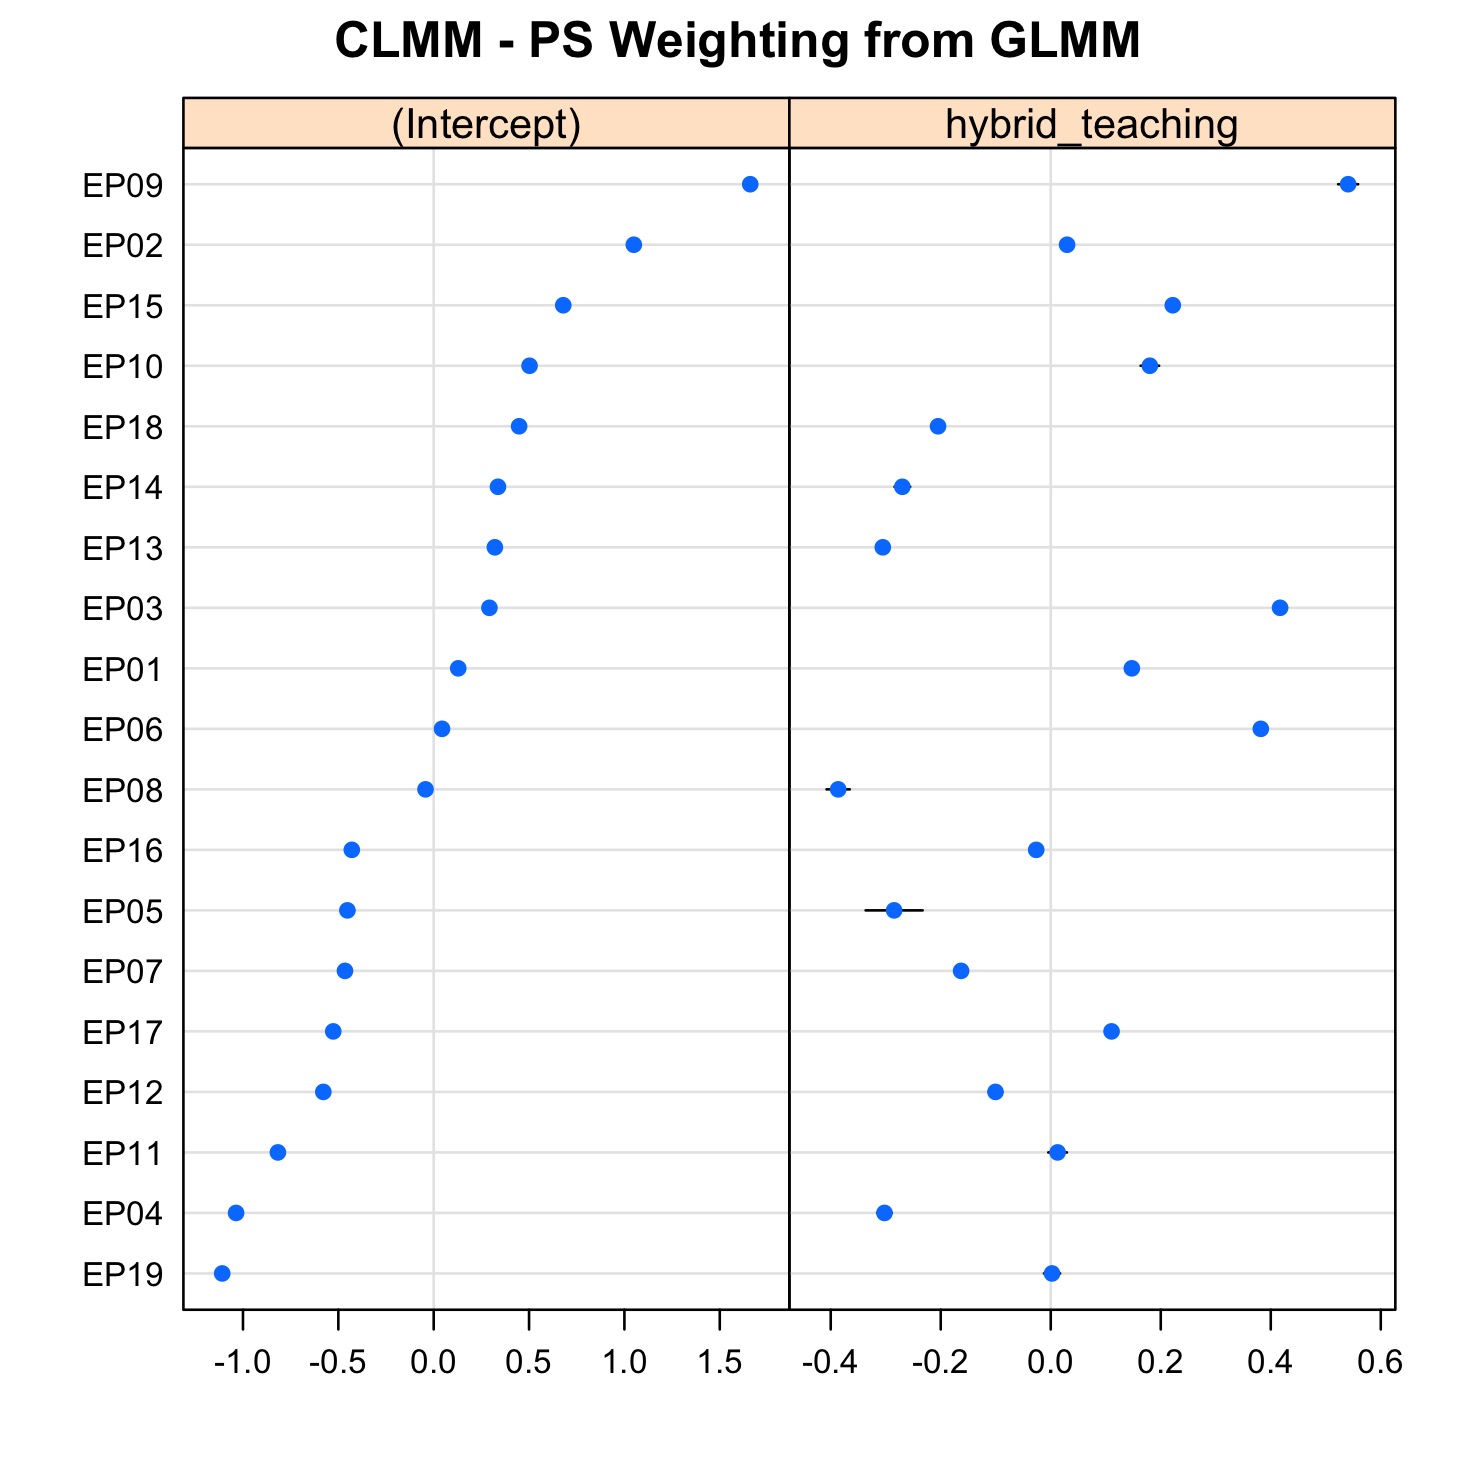 CLMM - PS Weighting from GLMM
(Intercept) hybrid_teaching
EP09
EP02
EP15
EP10
EP18
EP14
EP13
EP03
EP01
EP06
EP08
EP16
EP05
EP07
EP17
EP12
EP11
EP04
EP19
-1.0 -0.5 0.0 0.5 1.0 1.5 -0.4 -0.2 0.0 0.2 0.4 0.6